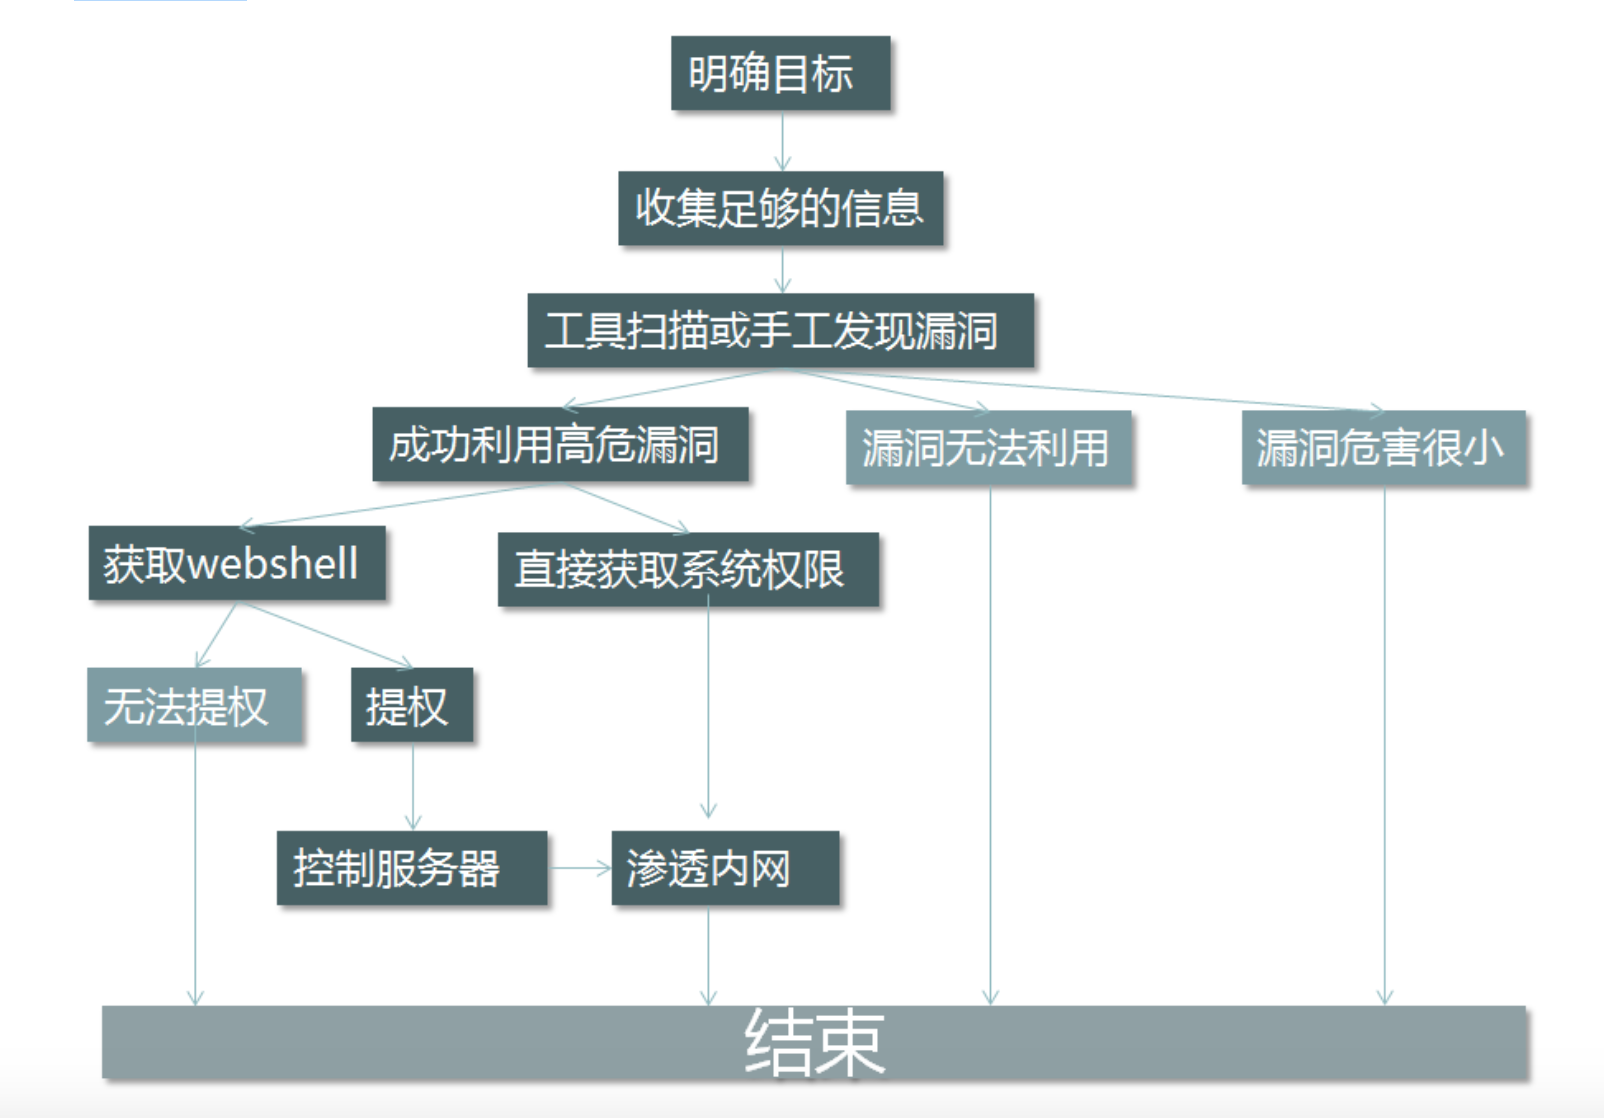 明确目标
收集足够的信息
工具扫描或手工发现漏洞
成功利用高危漏洞
漏洞无法利用
漏洞危害很小
获取webshell
直接获取系统权限
无法提权
提权
控制服务器
渗透内网
结束